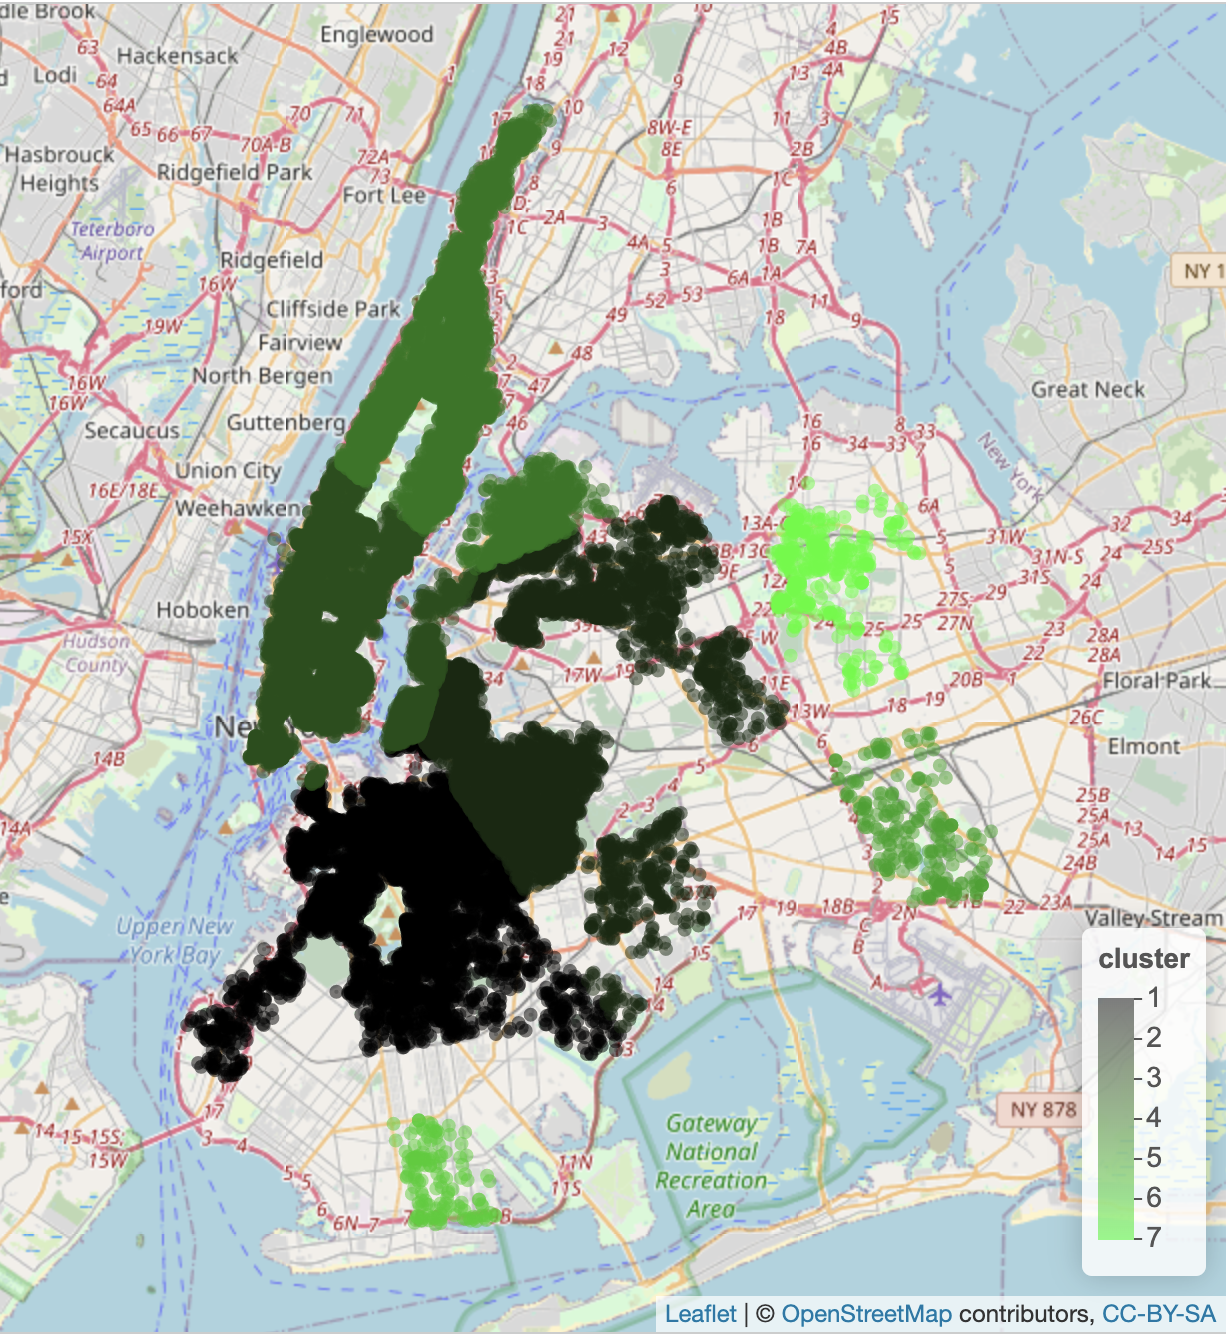 dle Brook
Hackensack
Englewood
Lodi
Hasbrouck
Heights
Ridgefield Park
Fort Lee
Teterboro
Airport
Ridgefield
ford
Cliffside Park
Fairview
North Bergen
Guttenberg
Secaucus
Union City
Weehawken
Hoboken
Hudson
County
Great Neck
New York
Floral Park
Elmont
Valley Stream
Upper New
York Bay
Gateway
National
Recreation
Area
NY 1
NY 878
63
64
64A
65 66 67
70
71
70A-B
72A
73
16W
19W
16W
16W
16E/18E
15X
14B
14A
21
21
19
18
10
12
9
8W-E
8E
6
15
4
4B
4A
13
11
3
2B
1C
2A
3
1C
4A
5
3
1B
1B
7A
6A
1A
52
53
49
48
47
46
18
11
9
16
16
34
33
8
33
7
14
6A
31W
32
34
25S
31N-S
24
31S
24
27S
27N
29
25
25
24
23
28A
28A
22
20B
1
19
18
26C
17W
19
11E
13W
6
6
5
2
3
4
25B
25A
25A
24B
13
14
15
17
19
18B
2N
21B
22
23A
C
B
A
15
14
14
17
3
4
5
5
6
6N
7
B
11N
11S
14
15
15S;
15W
cluster
1
2
3
4
5
6
7
Leaflet | © OpenStreetMap contributors, CC-BY-SA